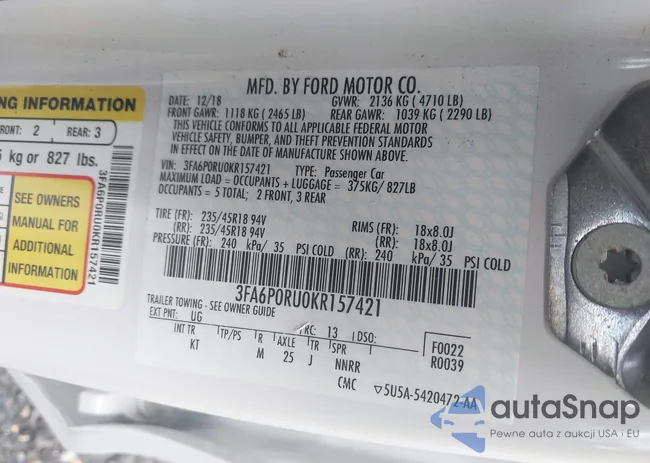 NG INFORMATION
FRONT: 2 REAR: 3
kg or 827 lbs.
SEE OWNERS
MANUAL FOR
ADDITIONAL
INFORMATION
3FA6P0RU0KR157421
MFD. BY FORD MOTOR CO.
DATE: 12/18 GVWR: 2136 KG ( 4710 LB)
FRONT GAWR: 1118 KG ( 2465 LB) REAR GAWR: 1039 KG ( 2290 LB)
THIS VEHICLE CONFORMS TO ALL APPLICABLE FEDERAL MOTOR
VEHICLE SAFETY, BUMPER, AND THEFT PREVENTION STANDARDS
IN EFFECT ON THE DATE OF MANUFACTURE SHOWN ABOVE.
VIN: 3FA6P0RU0KR157421 TYPE: Passenger Car
MAXIMUM LOAD = OCCUPANTS + LUGGAGE = 375KG/ 827LB
OCCUPANTS = 5 TOTAL; 2 FRONT, 3 REAR
TIRE (FR): 235/45R18 94V RIMS (FR): 18x8.0J
(RR): 235/45R18 94V (RR): 18x8.0J
PRESSURE (FR): 240 kPa/ 35 PSI COLD (RR): 240 kPa/ 35 PSI COLD
3FA6P0RU0KR157421
TRAILER TOWING - SEE OWNER GUIDE
EXT PNT: UG RC: 13 DSO: F0022
INT TR TP/PS R AXLE TR SPR R0039
KT M 25 J NNRR
CMC 5U5A-5420472-AA
autaSnap
Pewne auta z aukcji USA i EU